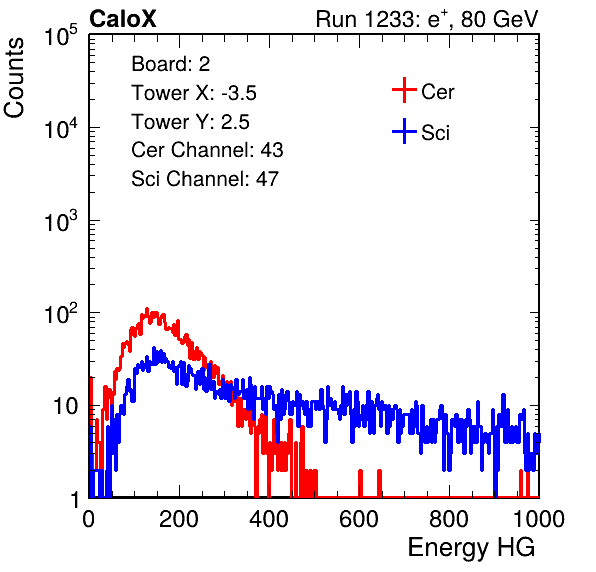 CaloX Run 1233: e⁺, 80 GeV
Counts
10⁵
10⁴
10³
10²
10
1
Board: 2
Tower X: -3.5
Tower Y: 2.5
Cer Channel: 43
Sci Channel: 47
Cer
Sci
0 200 400 600 800 1000
Energy HG